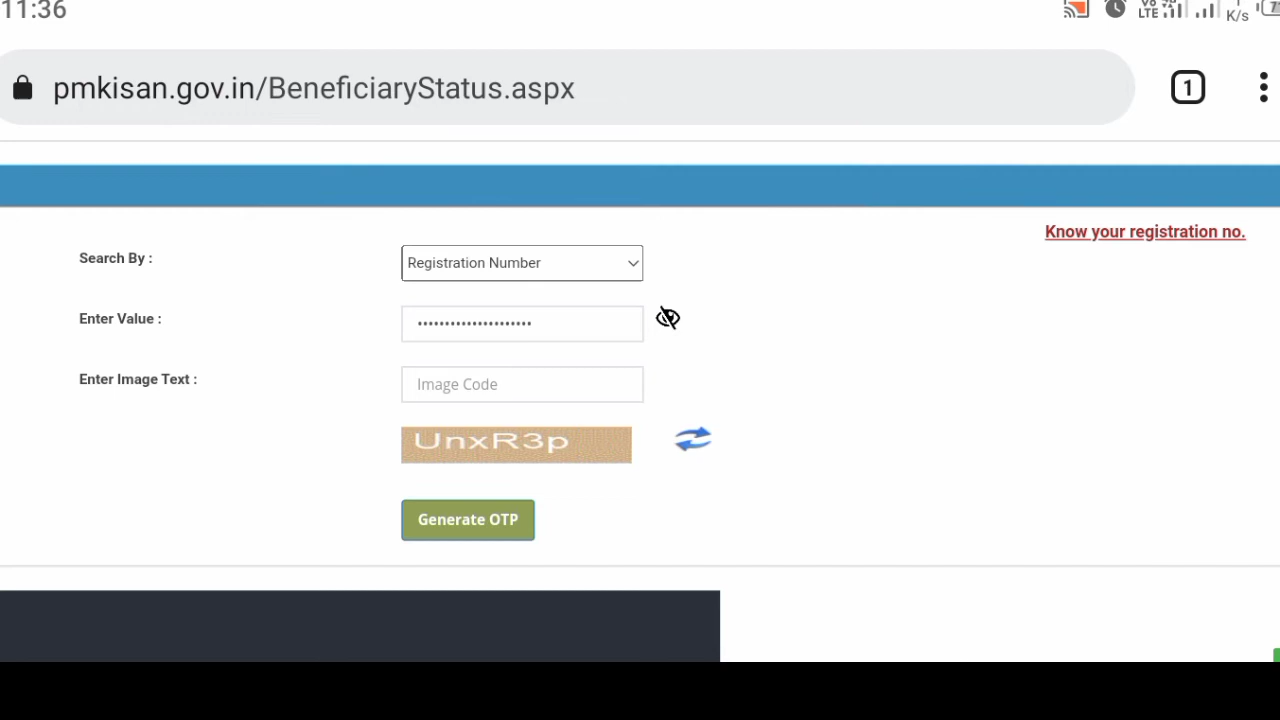 11:36
LTE K/s
pmkisan.gov.in/BeneficiaryStatus.aspx
1
Know your registration no.
Search By :
Registration Number
Enter Value :
•••••••••••••••••••••
Enter Image Text :
Image Code
UnxR3p
Generate OTP